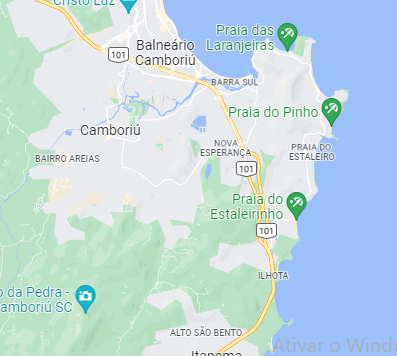 Cristo Luz
101
Balneário
Camboriú
Praia das
Laranjeiras
BARRA SUL
Praia do Pinho
Camboriú
NOVA
ESPERANÇA
PRAIA DO
ESTALEIRO
BAIRRO AREIAS
101
Praia do
Estaleirinho
101
ILHOTA
da Pedra -
amboriú SC
ALTO SÃO BENTO
Itapema
Ativar o Windo